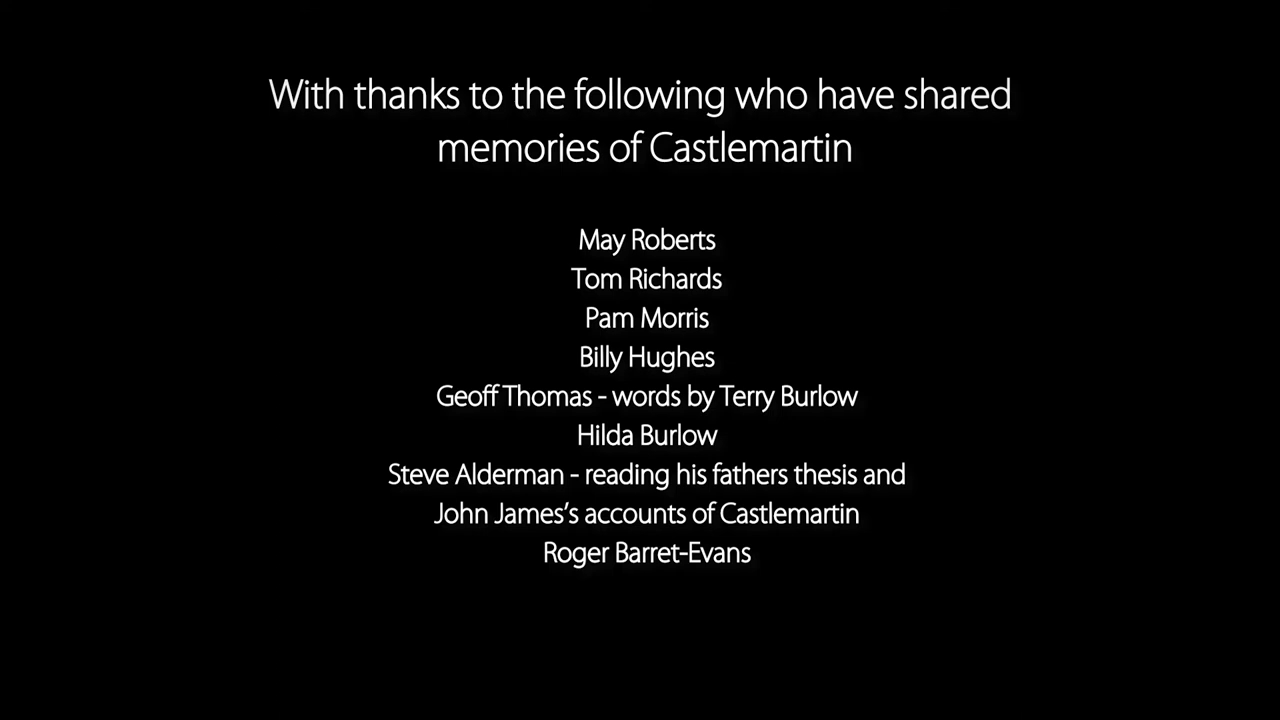 With thanks to the following who have shared
memories of Castlemartin
May Roberts
Tom Richards
Pam Morris
Billy Hughes
Geoff Thomas - words by Terry Burlow
Hilda Burlow
Steve Alderman - reading his fathers thesis and
John James’s accounts of Castlemartin
Roger Barret-Evans